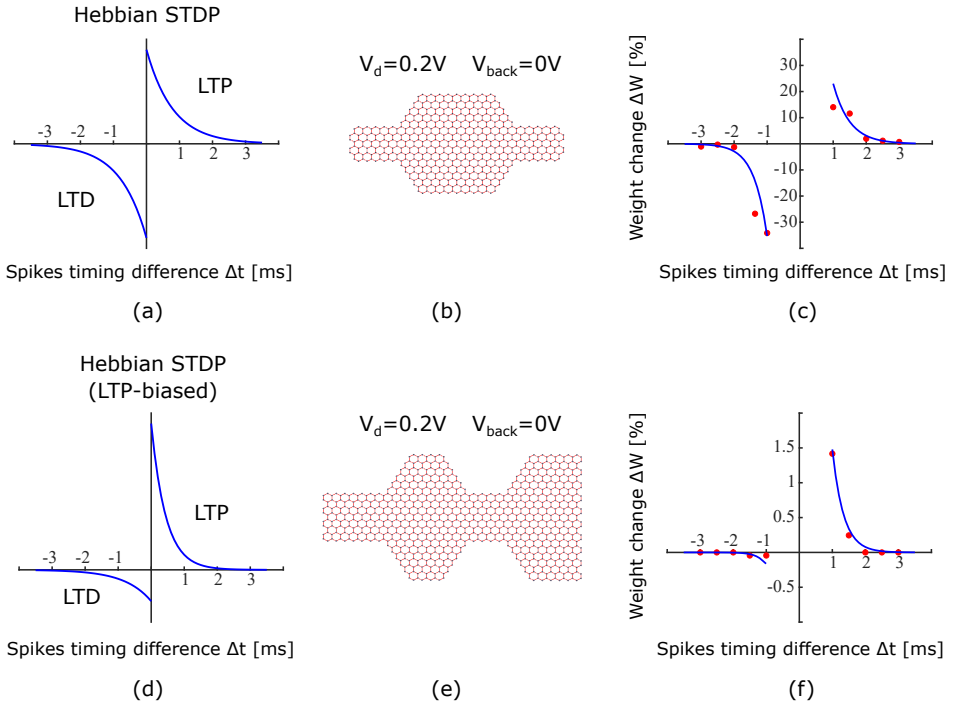 Hebbian STDP
LTP
-3 -2 -1
1 2 3
LTD
Spikes timing difference Δt [ms]
(a)
V_d=0.2V V_back=0V
(b)
Weight change ΔW [%]
30
20
10
-3 -2 -1
1 2 3
-10
-20
-30
Spikes timing difference Δt [ms]
(c)
Hebbian STDP
(LTP-biased)
LTP
-3 -2 -1
1 2 3
LTD
Spikes timing difference Δt [ms]
(d)
V_d=0.2V V_back=0V
(e)
Weight change ΔW [%]
1.5
1
0.5
-3 -2 -1
1 2 3
-0.5
Spikes timing difference Δt [ms]
(f)